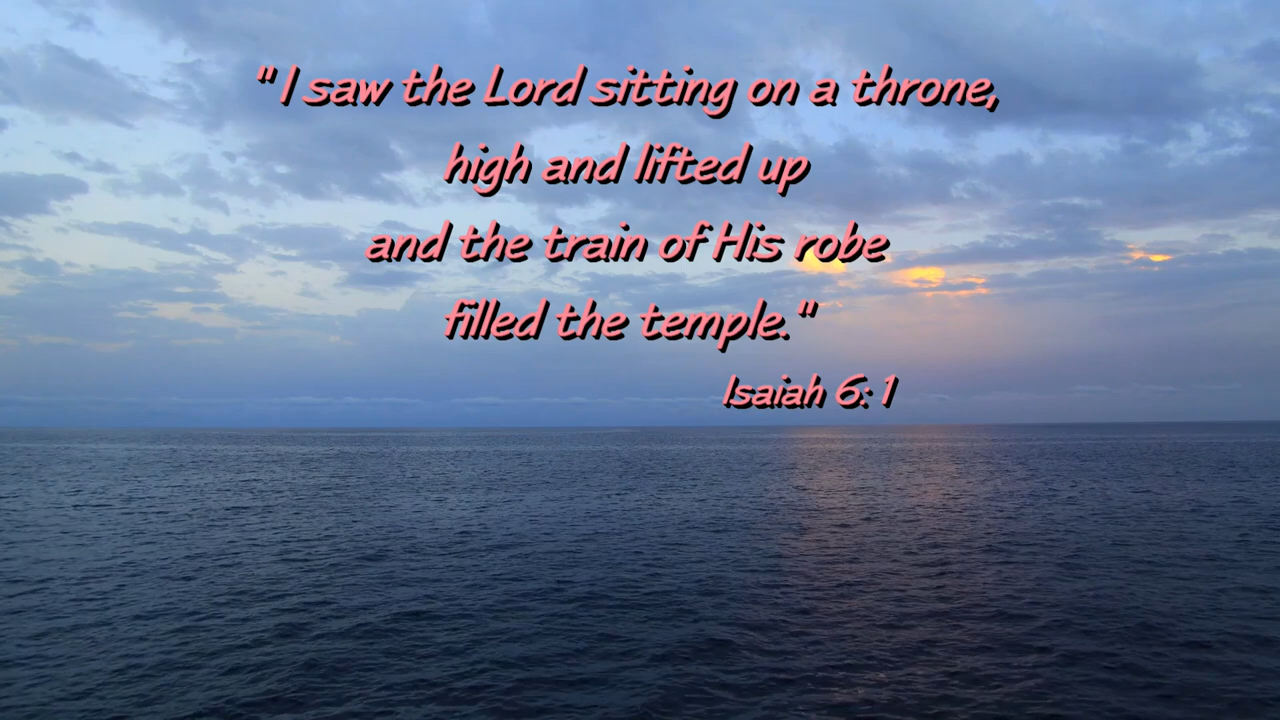 "I saw the Lord sitting on a throne,
high and lifted up
and the train of His robe
filled the temple."
Isaiah 6:1